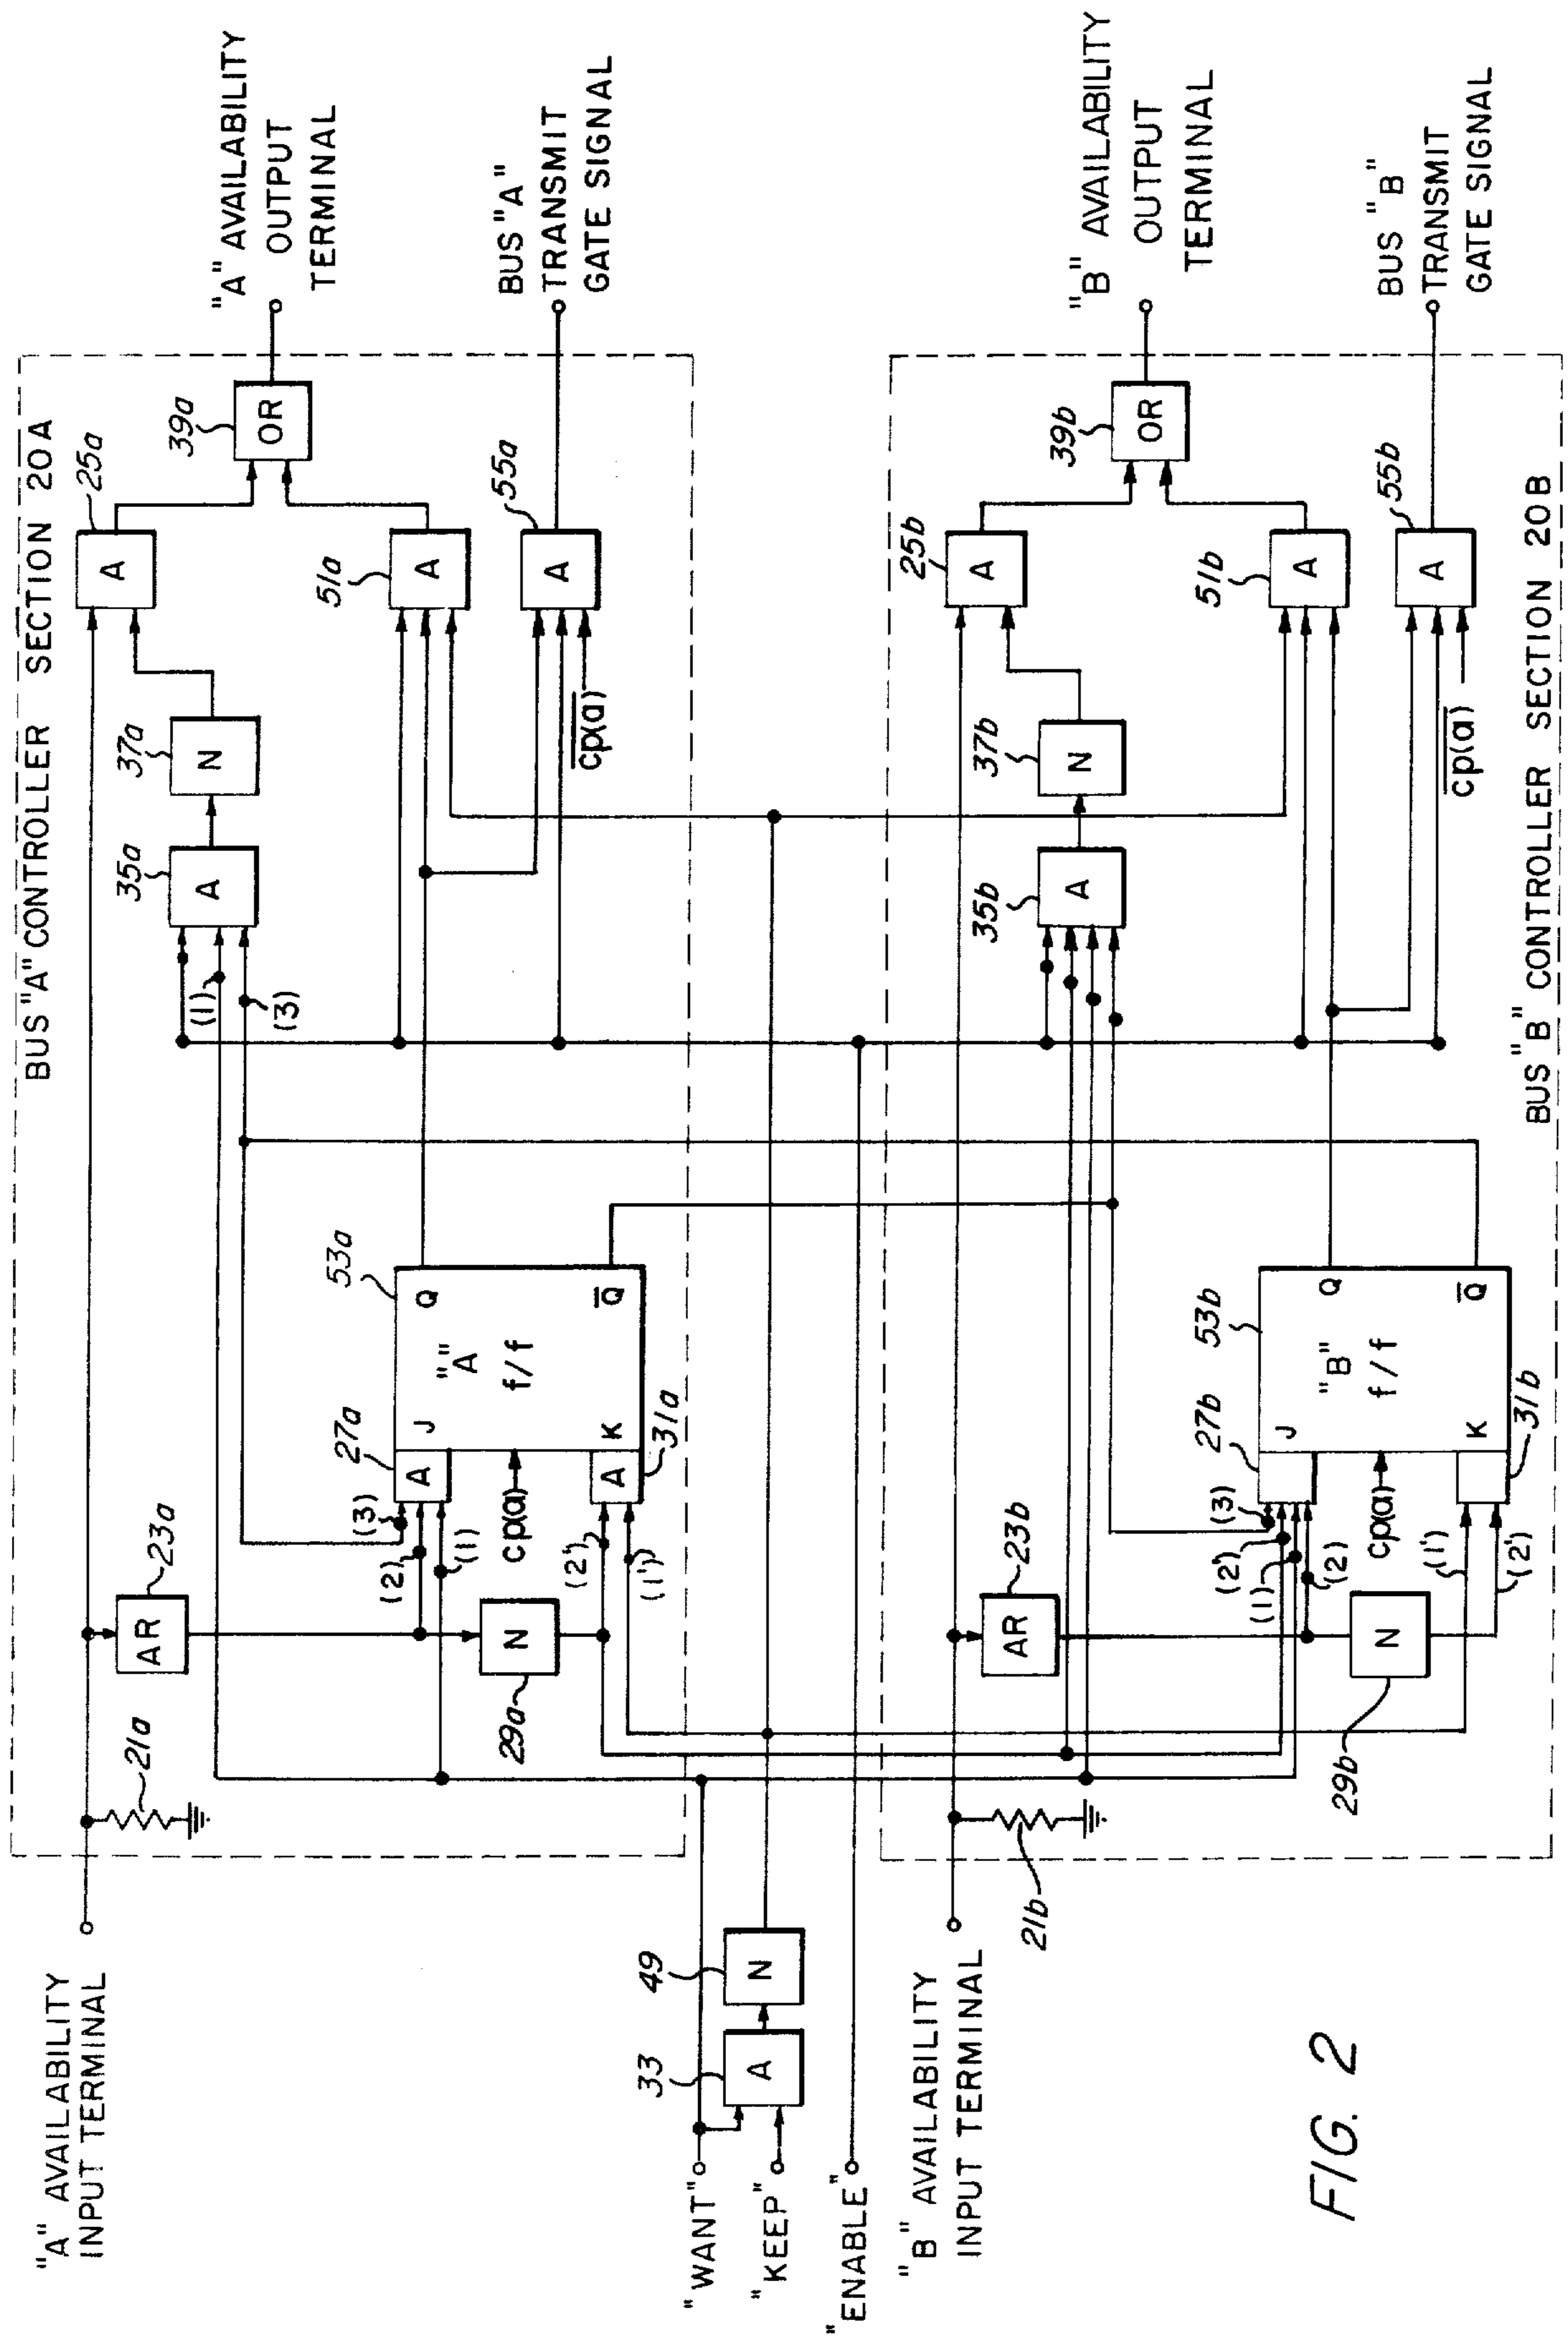 "A" AVAILABILITY
INPUT TERMINAL
"WANT"
"KEEP"
"ENABLE"
"B" AVAILABILITY
INPUT TERMINAL
33
A
49
N
BUS "A" CONTROLLER SECTION 20A
21a
23a
AR
29a
N
(3)
(2)
(1)
cp(a)
(2')
(1')
27a
A
A
31a
J
K
"A"
f/f
53a
Q
Q̅
(1)
(3)
35a
A
37a
N
25a
A
51a
A
55a
A
c̅p̅(̅a̅)̅
39a
OR
"A" AVAILABILITY
OUTPUT
TERMINAL
BUS "A"
TRANSMIT
GATE SIGNAL
21b
23b
AR
29b
N
(3)
(2')
(1)
(2)
cp(a)
(1')
(2')
27b
31b
J
K
"B"
f/f
53b
Q
Q̅
35b
A
37b
N
25b
A
51b
A
55b
A
c̅p̅(̅a̅)̅
39b
OR
"B" AVAILABILITY
OUTPUT
TERMINAL
BUS "B"
TRANSMIT
GATE SIGNAL
BUS "B" CONTROLLER SECTION 20B
FIG. 2